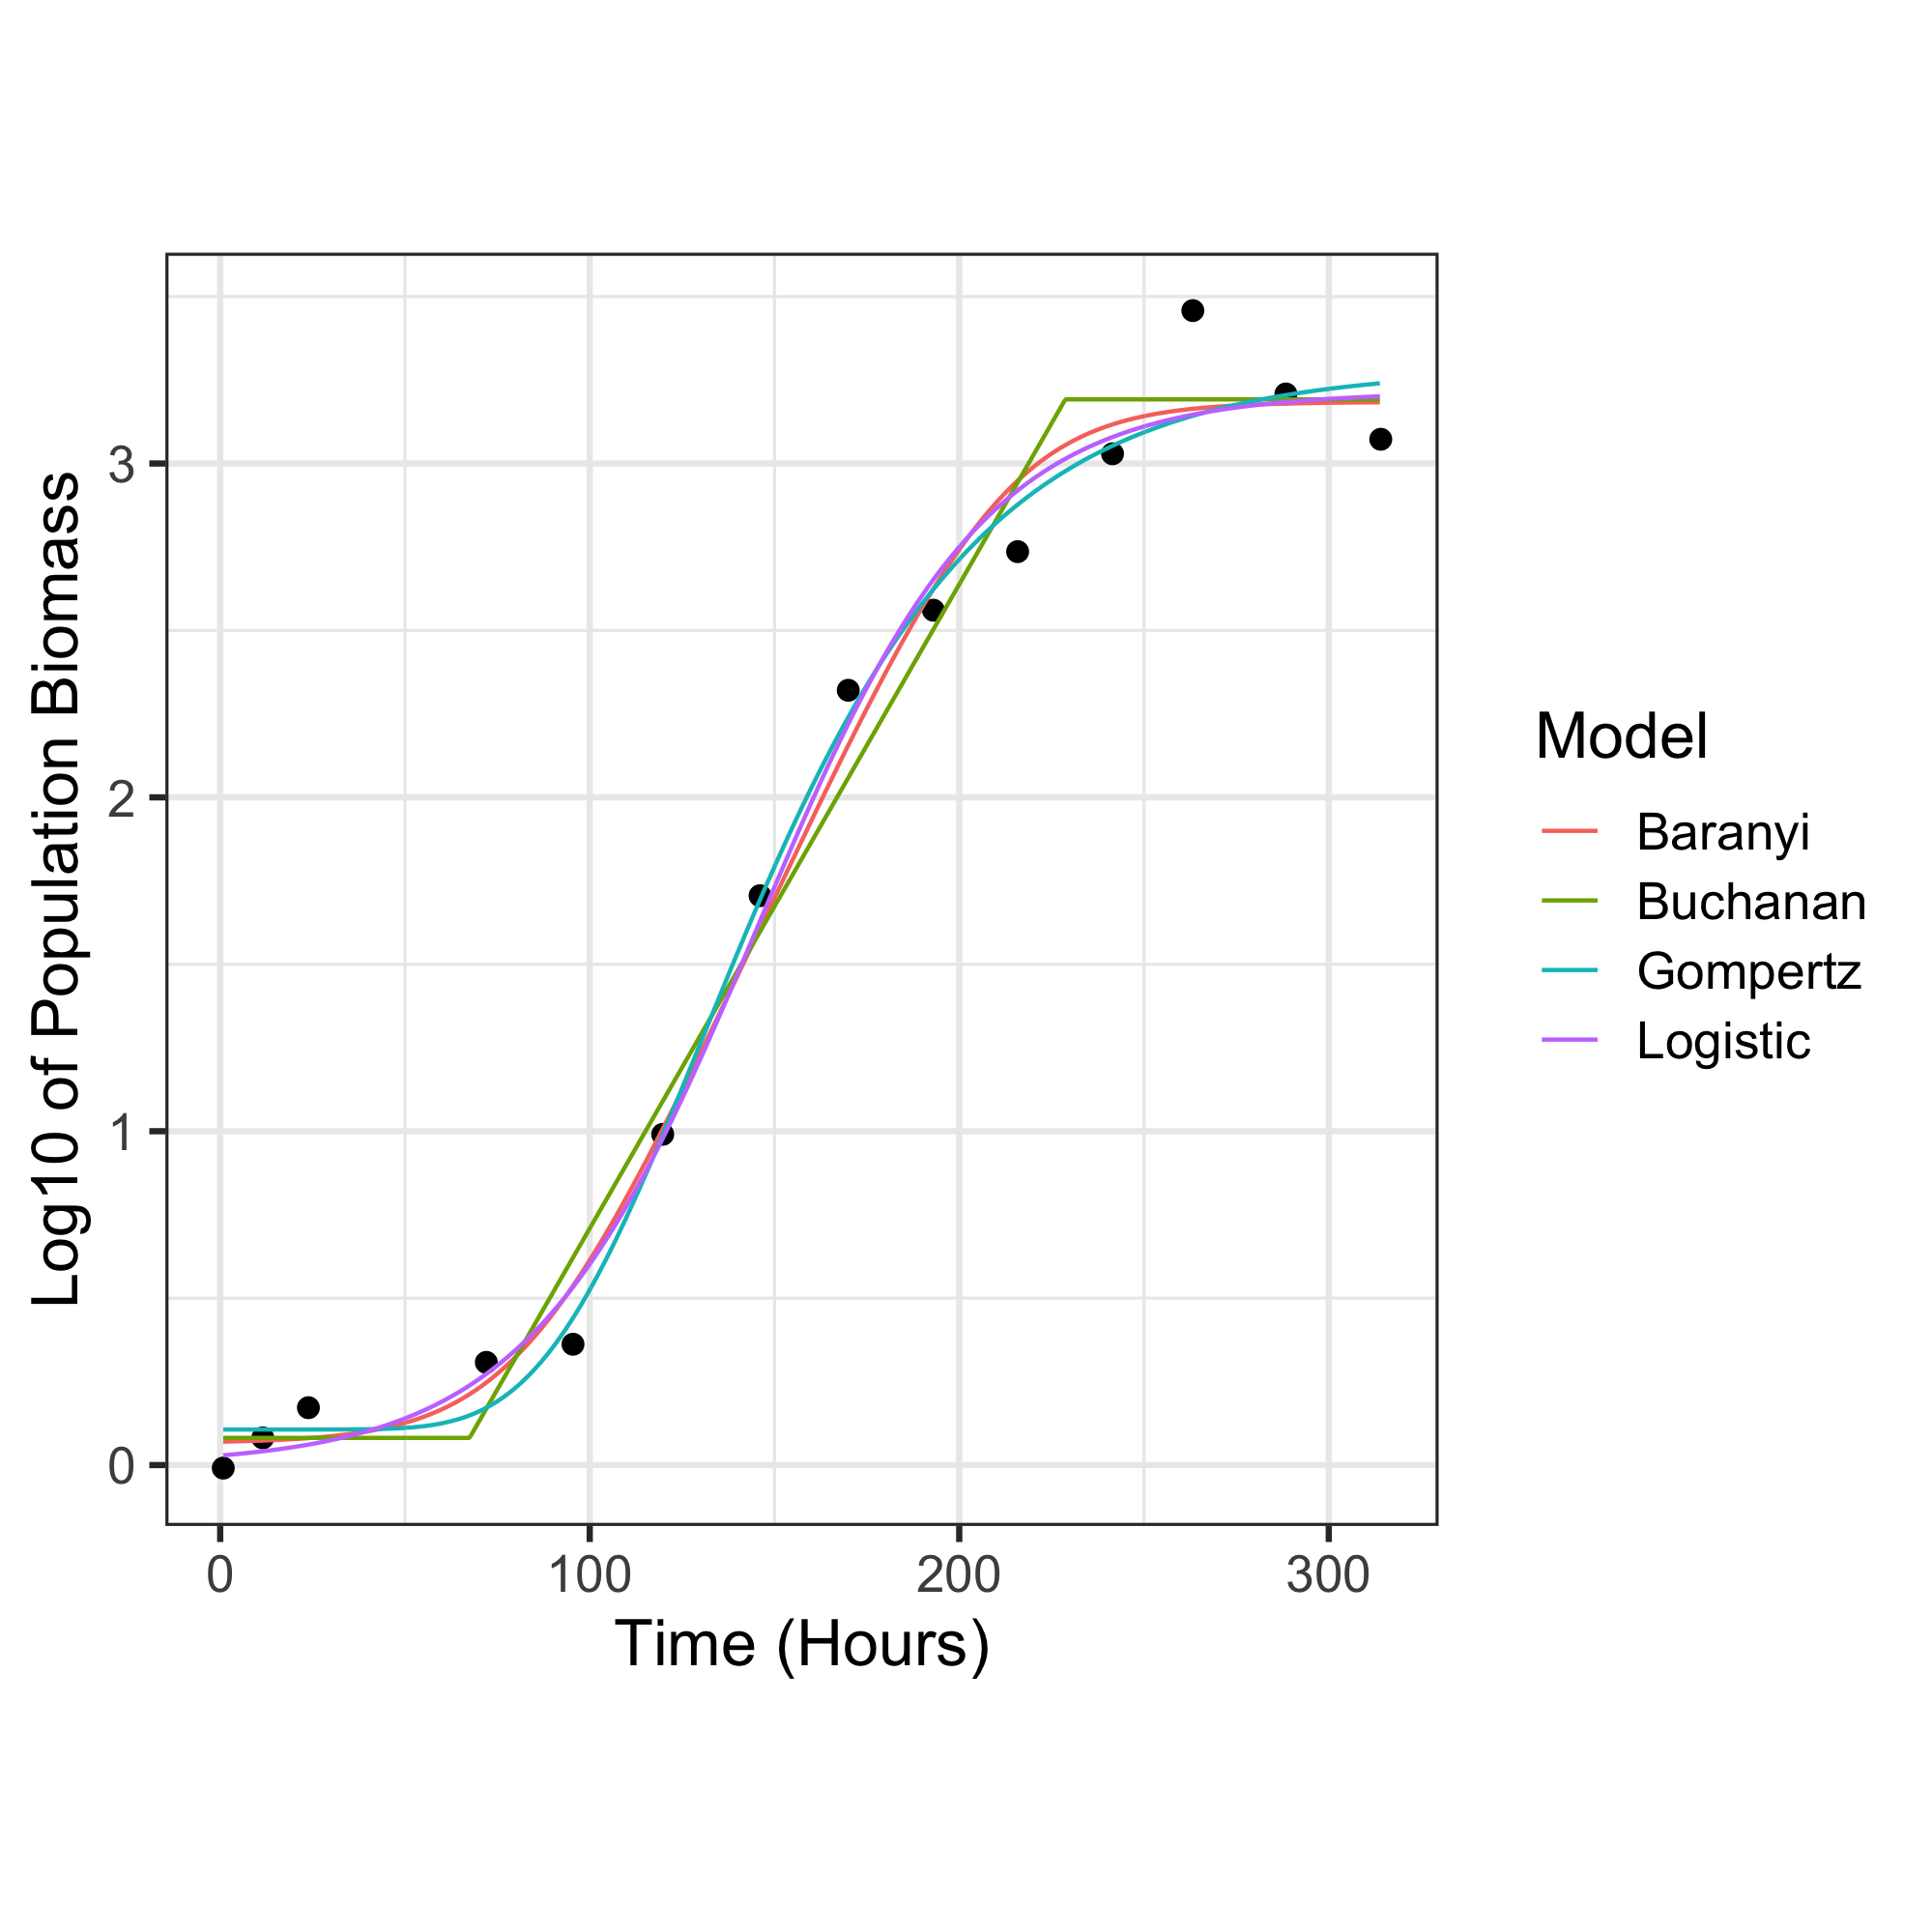 Log10 of Population Biomass
3
2
1
0
0 100 200 300
Time (Hours)
Model
Baranyi
Buchanan
Gompertz
Logistic